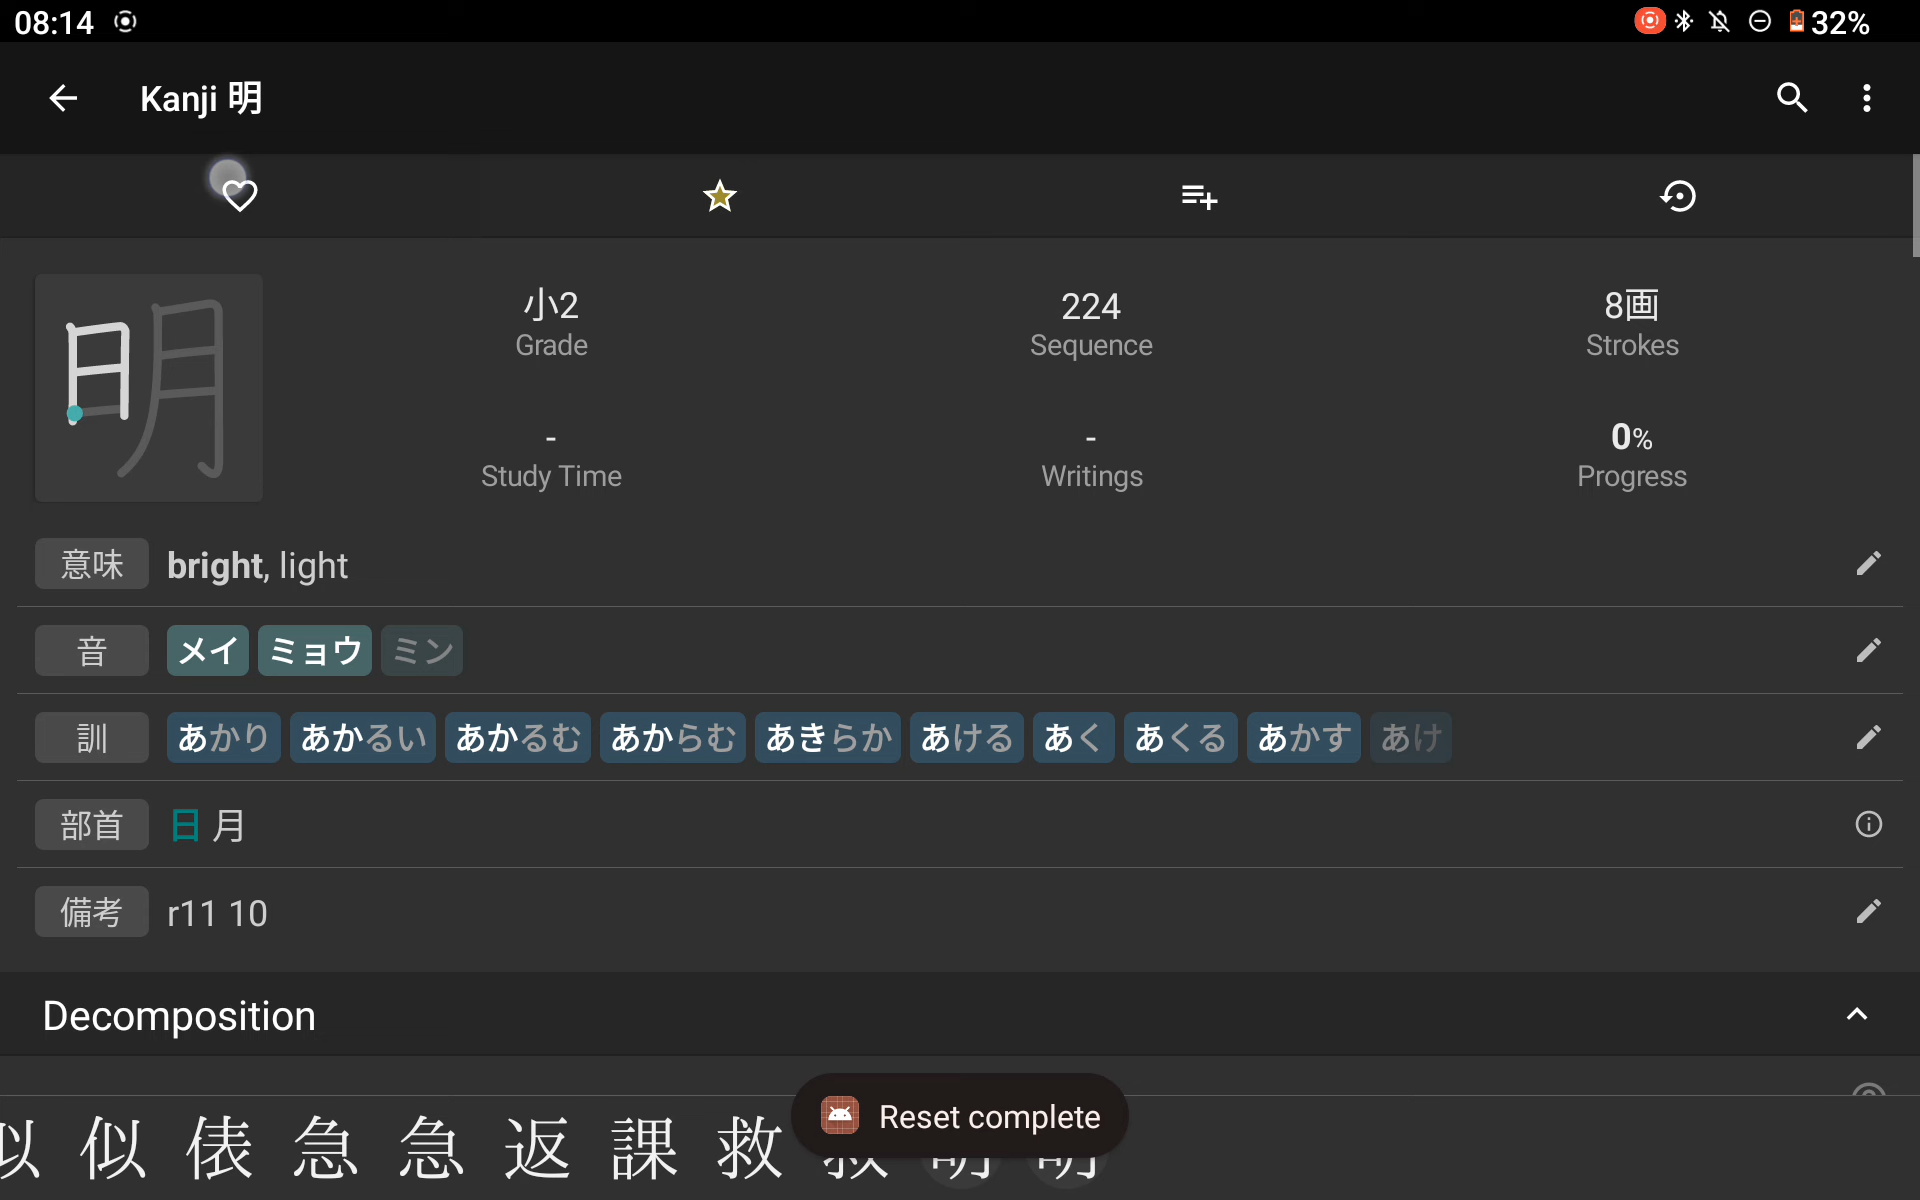 08:14 32%
Kanji 明
明
小2 224 8画
Grade Sequence Strokes
- - 0%
Study Time Writings Progress
意味 bright, light
音 メイ ミョウ ミン
訓 あかり あかるい あかるむ あからむ あきらか あける あく あくる あかす あけ
部首 日 月
備考 r11 10
Decomposition
似 似 俵 急 急 返 課 救 救 明 明
Reset complete